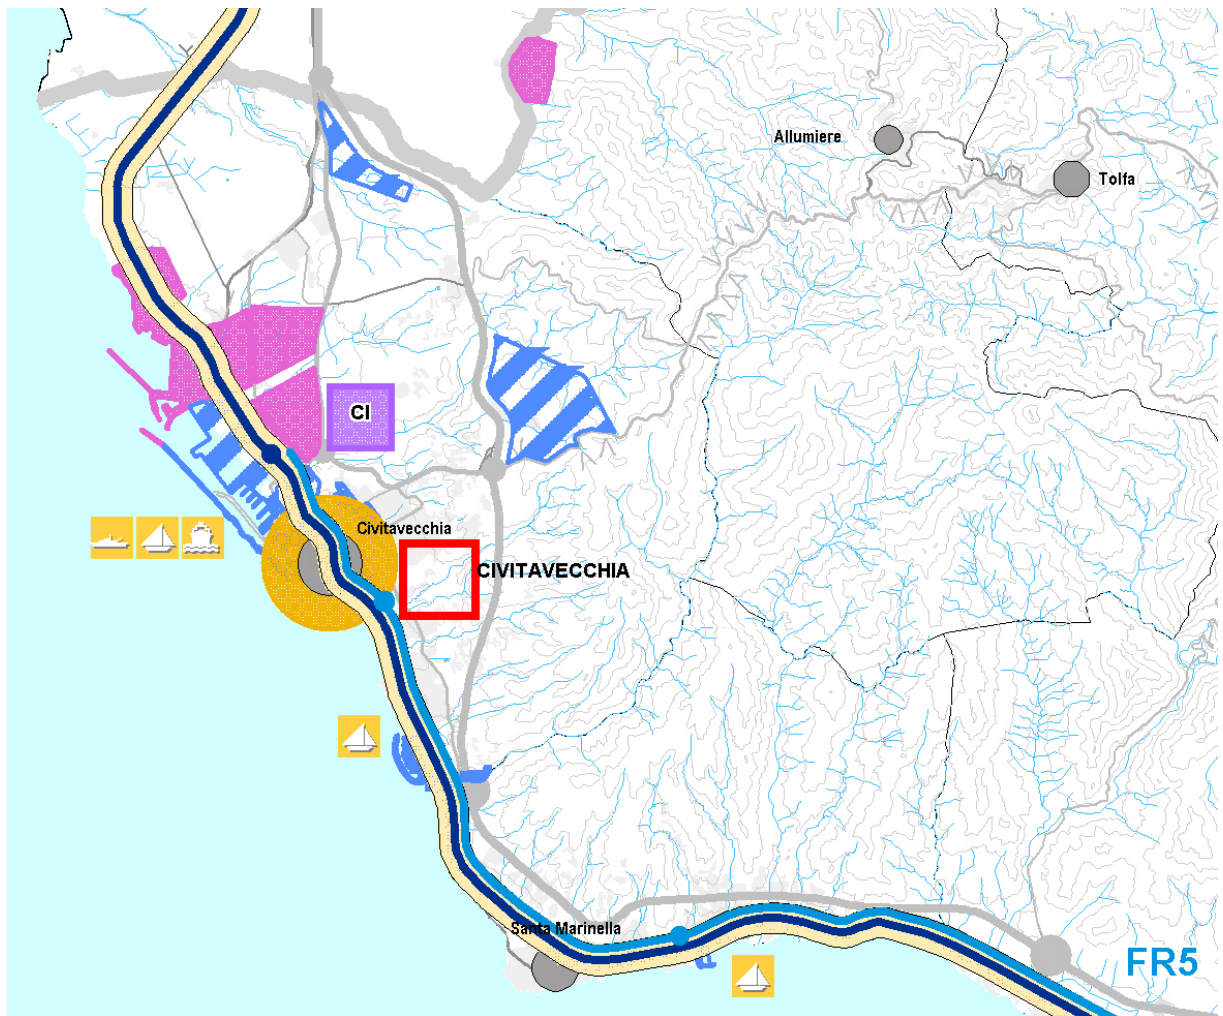 Allumiere
Tolfa
CI
Civitavecchia
CIVITAVECCHIA
Santa Marinella
FR5